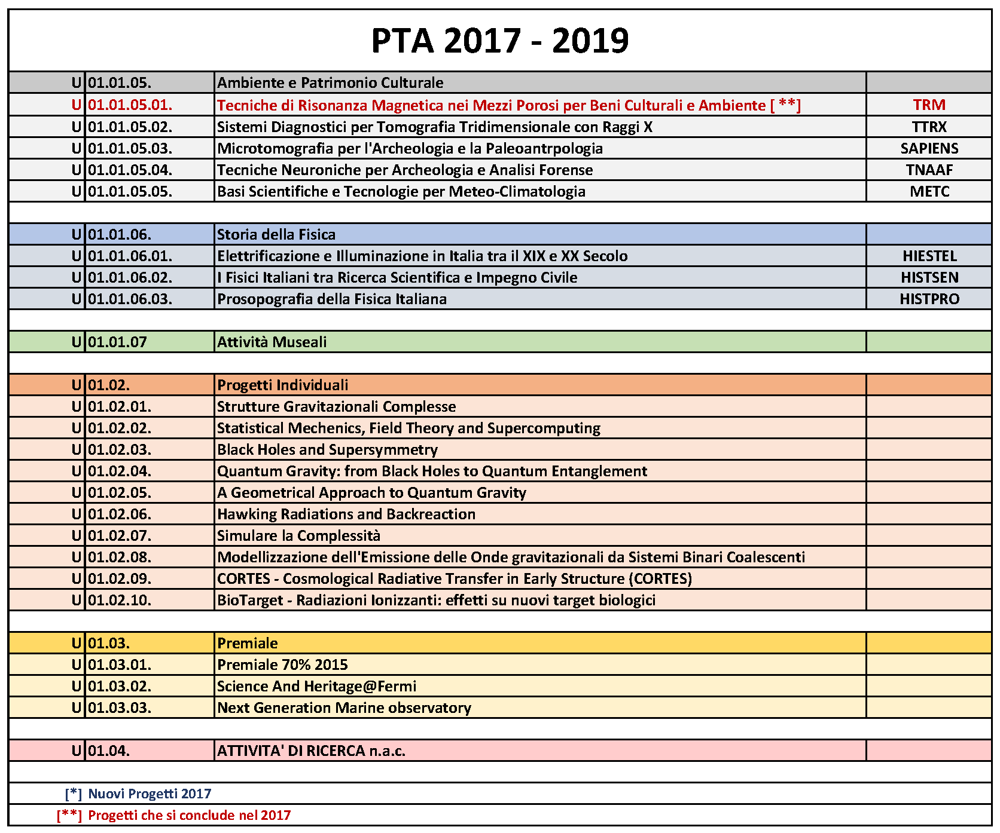 PTA 2017 - 2019
U 01.01.05. Ambiente e Patrimonio Culturale
U 01.01.05.01. Tecniche di Risonanza Magnetica nei Mezzi Porosi per Beni Culturali e Ambiente [ **] TRM
U 01.01.05.02. Sistemi Diagnostici per Tomografia Tridimensionale con Raggi X TTRX
U 01.01.05.03. Microtomografia per l'Archeologia e la Paleoantrpologia SAPIENS
U 01.01.05.04. Tecniche Neuroniche per Archeologia e Analisi Forense TNAAF
U 01.01.05.05. Basi Scientifiche e Tecnologie per Meteo-Climatologia METC
U 01.01.06. Storia della Fisica
U 01.01.06.01. Elettrificazione e Illuminazione in Italia tra il XIX e XX Secolo HIESTEL
U 01.01.06.02. I Fisici Italiani tra Ricerca Scientifica e Impegno Civile HISTSEN
U 01.01.06.03. Prosopografia della Fisica Italiana HISTPRO
U 01.01.07 Attività Museali
U 01.02. Progetti Individuali
U 01.02.01. Strutture Gravitazionali Complesse
U 01.02.02. Statistical Mechenics, Field Theory and Supercomputing
U 01.02.03. Black Holes and Supersymmetry
U 01.02.04. Quantum Gravity: from Black Holes to Quantum Entanglement
U 01.02.05. A Geometrical Approach to Quantum Gravity
U 01.02.06. Hawking Radiations and Backreaction
U 01.02.07. Simulare la Complessità
U 01.02.08. Modellizzazione dell'Emissione delle Onde gravitazionali da Sistemi Binari Coalescenti
U 01.02.09. CORTES - Cosmological Radiative Transfer in Early Structure (CORTES)
U 01.02.10. BioTarget - Radiazioni Ionizzanti: effetti su nuovi target biologici
U 01.03. Premiale
U 01.03.01. Premiale 70% 2015
U 01.03.02. Science And Heritage@Fermi
U 01.03.03. Next Generation Marine observatory
U 01.04. ATTIVITA' DI RICERCA n.a.c.
[*] Nuovi Progetti 2017
[**] Progetti che si conclude nel 2017